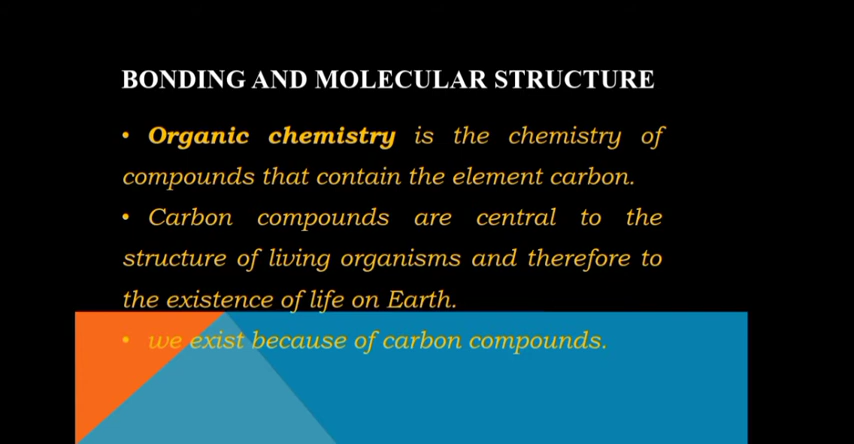 BONDING AND MOLECULAR STRUCTURE
• Organic chemistry is the chemistry of
compounds that contain the element carbon.
• Carbon compounds are central to the
structure of living organisms and therefore to
the existence of life on Earth.
• we exist because of carbon compounds.